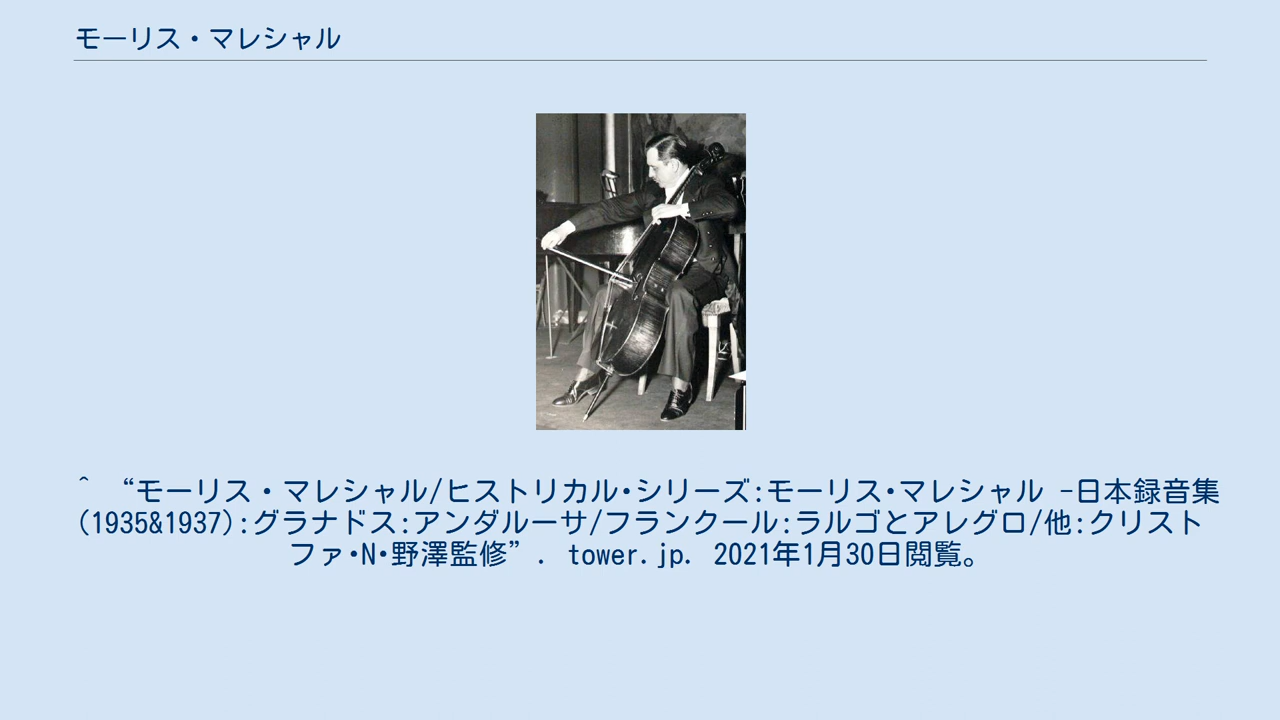 モーリス・マレシャル
^ “モーリス・マレシャル/ヒストリカル・シリーズ:モーリス・マレシャル -日本録音集
(1935&1937):グラナドス:アンダルーサ/フランクール:ラルゴとアレグロ/他:クリスト
ファ・N・野澤監修”. tower.jp. 2021年1月30日閲覧。